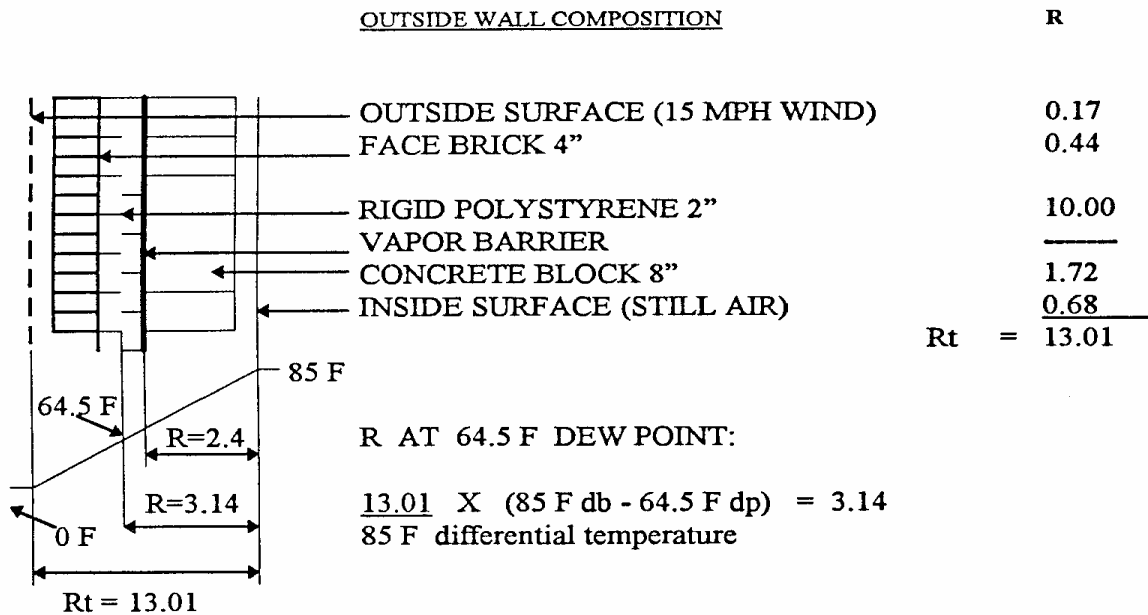 OUTSIDE WALL COMPOSITION R
OUTSIDE SURFACE (15 MPH WIND) 0.17
FACE BRICK 4” 0.44
RIGID POLYSTYRENE 2” 10.00
VAPOR BARRIER
CONCRETE BLOCK 8” 1.72
INSIDE SURFACE (STILL AIR) 0.68
Rt = 13.01
85 F
64.5 F
R=2.4
R AT 64.5 F DEW POINT:
R=3.14
13.01 X (85 F db - 64.5 F dp) = 3.14
85 F differential temperature
0 F
Rt = 13.01